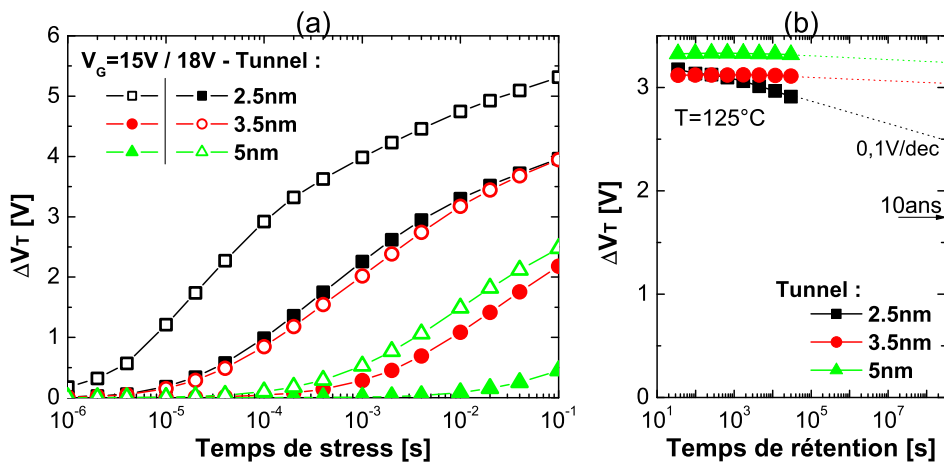 (a)
V_G=15V / 18V - Tunnel :
2.5nm
3.5nm
5nm
6
5
4
3
2
1
0
ΔV_T [V]
10^-6
10^-5
10^-4
10^-3
10^-2
10^-1
Temps de stress [s]
(b)
T=125°C
0,1V/dec
10ans
Tunnel :
2.5nm
3.5nm
5nm
3
2
1
0
ΔV_T [V]
10^1
10^3
10^5
10^7
Temps de rétention [s]